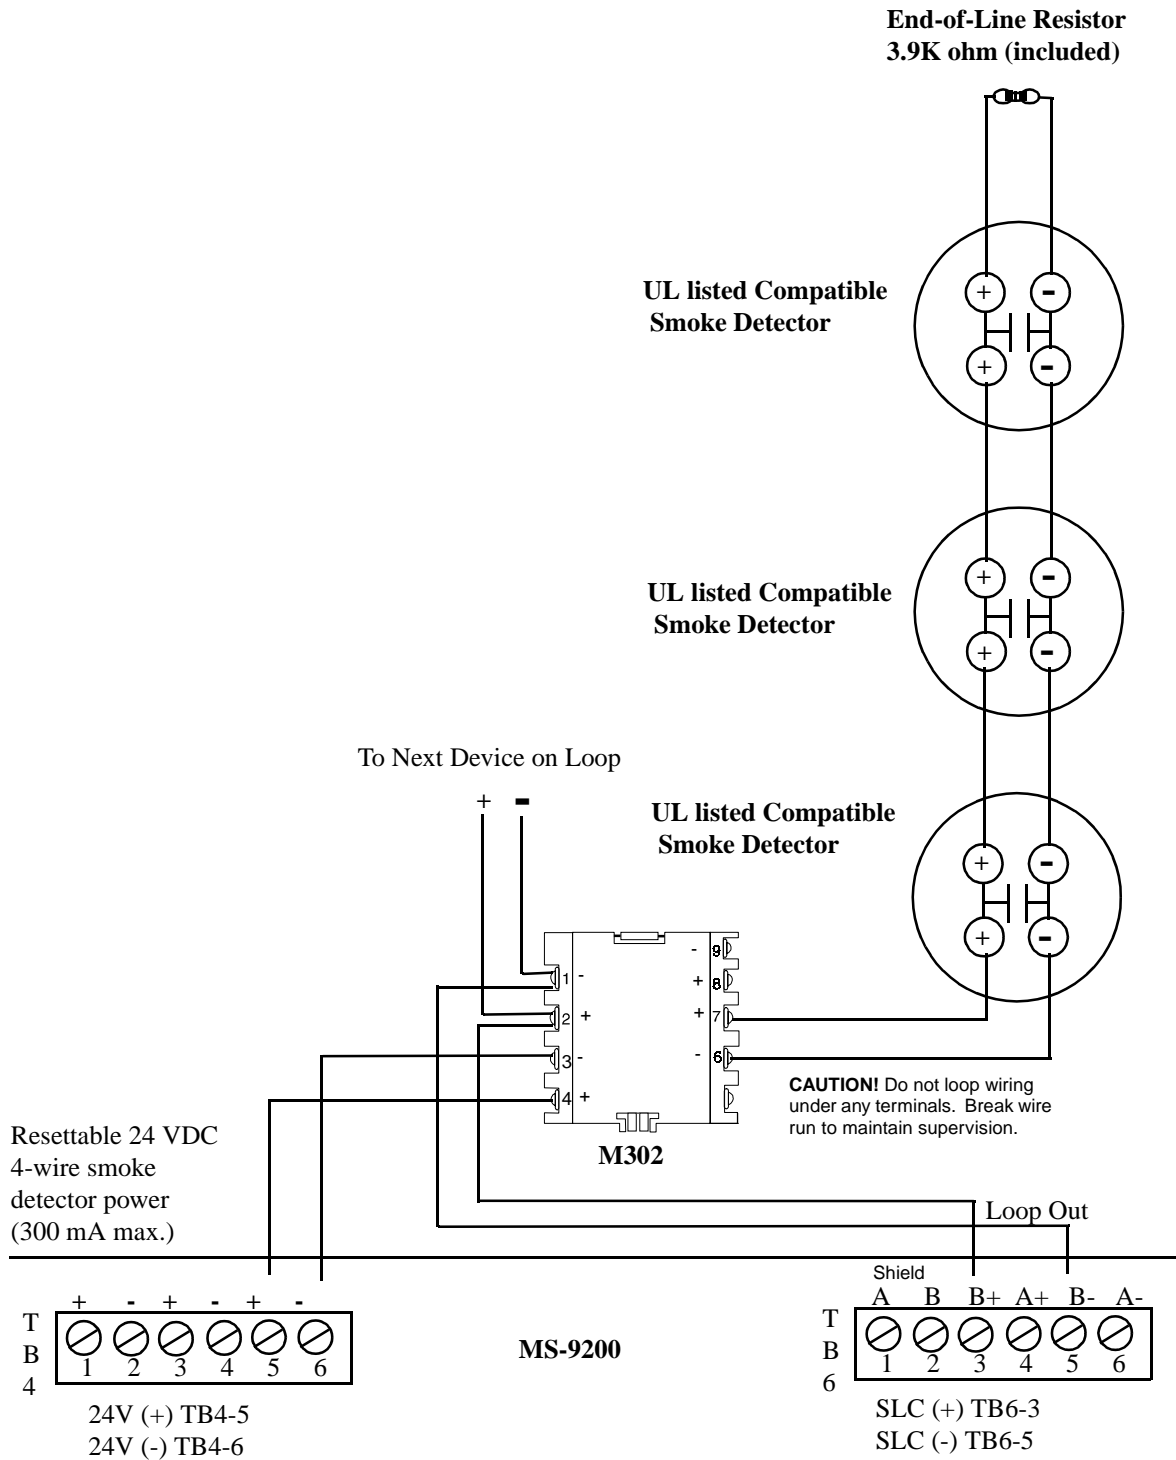 End-of-Line Resistor
3.9K ohm (included)
+ -
+ -
UL listed Compatible
Smoke Detector
+ -
+ -
UL listed Compatible
Smoke Detector
+ -
+ -
To Next Device on Loop
+ -
UL listed Compatible
Smoke Detector
+ -
+ -
1 - - 9
+ 8
2 + + 7
3 - - 6
4 +
M302
CAUTION! Do not loop wiring
under any terminals. Break wire
run to maintain supervision.
Resettable 24 VDC
4-wire smoke
detector power
(300 mA max.)
Loop Out
+ - + - + -
TB4
1 2 3 4 5 6
24V (+) TB4-5
24V (-) TB4-6
MS-9200
Shield
A B B+ A+ B- A-
TB6
1 2 3 4 5 6
SLC (+) TB6-3
SLC (-) TB6-5